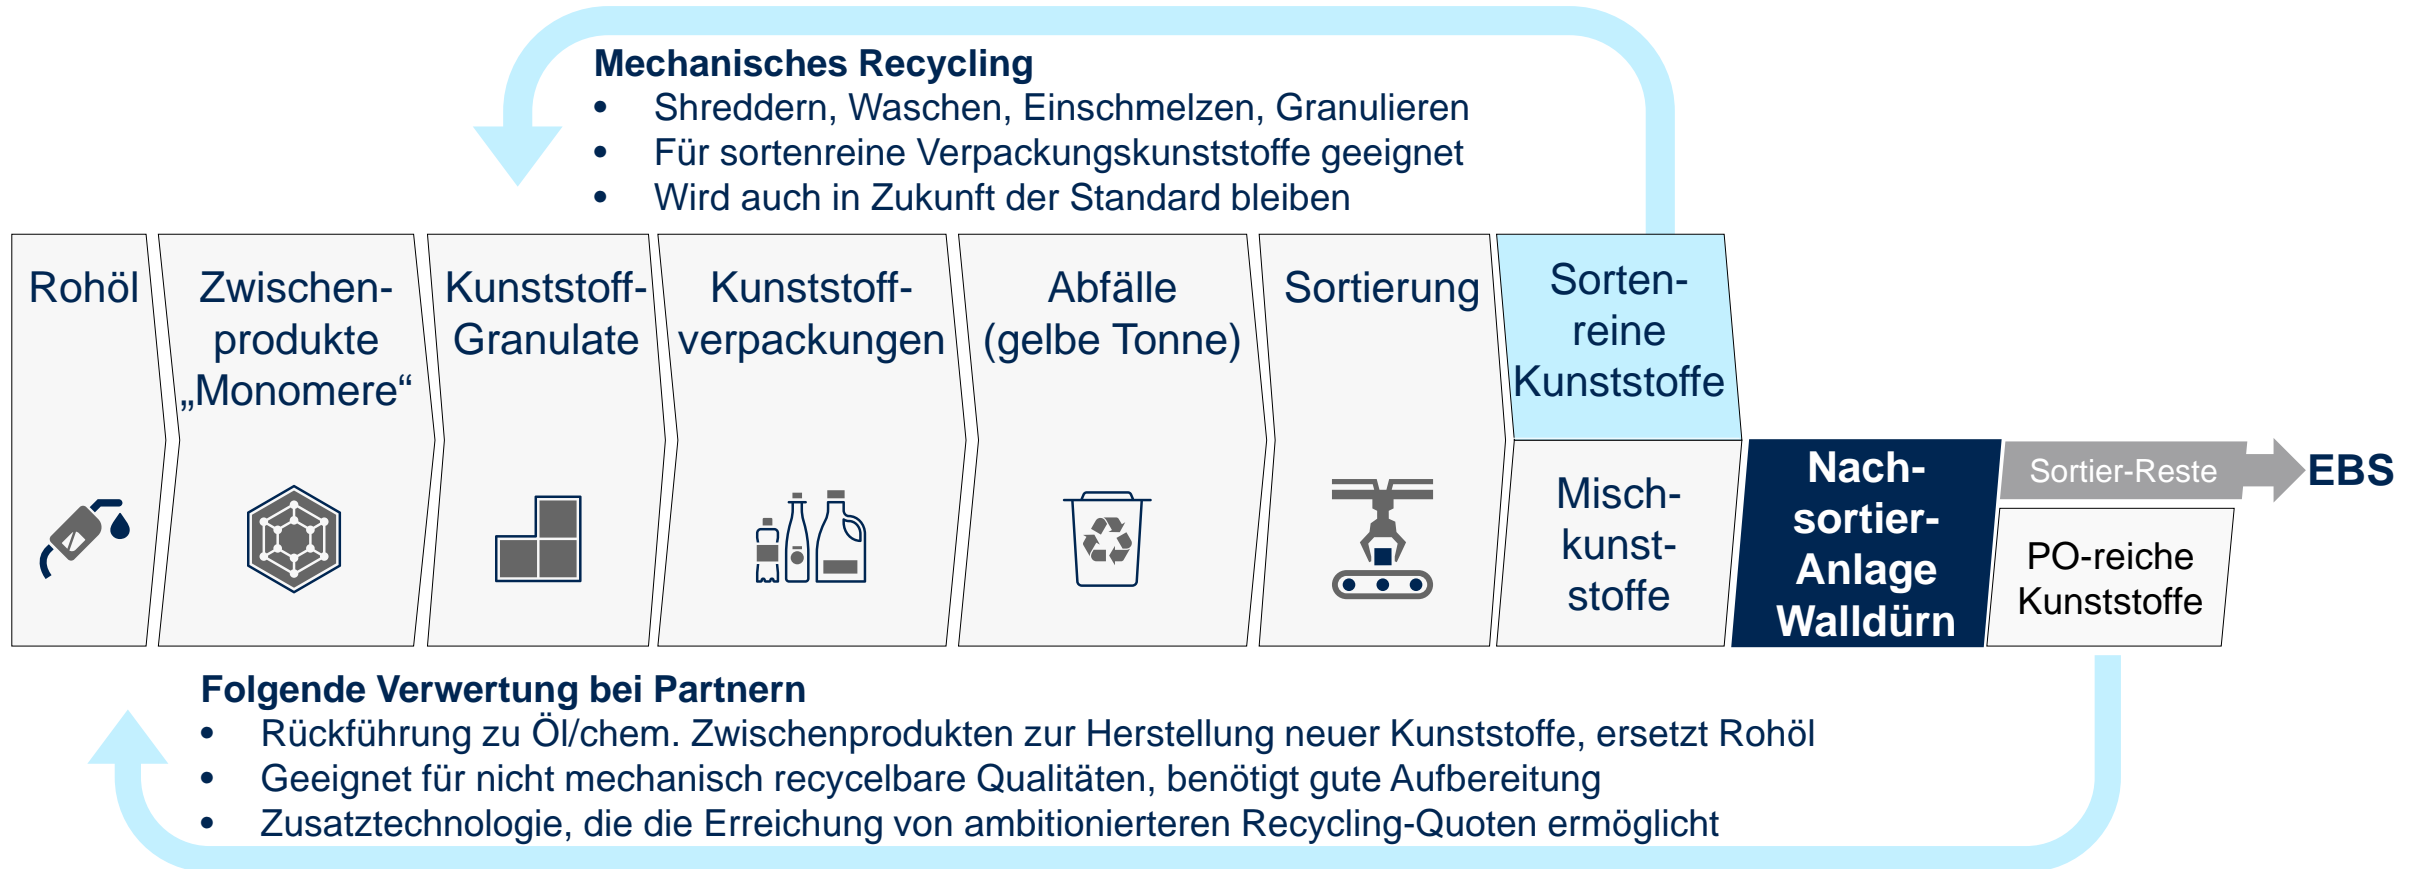 Mechanisches Recycling
• Shreddern, Waschen, Einschmelzen, Granulieren
• Für sortenreine Verpackungskunststoffe geeignet
• Wird auch in Zukunft der Standard bleiben
Rohöl
Zwischen-
produkte
„Monomere“
Kunststoff-
Granulate
Kunststoff-
verpackungen
Abfälle
(gelbe Tonne)
Sortierung
Sorten-
reine
Kunststoffe
Misch-
kunst-
stoffe
Nach-
sortier-
Anlage
Walldürn
Sortier-Reste
EBS
PO-reiche
Kunststoffe
Folgende Verwertung bei Partnern
• Rückführung zu Öl/chem. Zwischenprodukten zur Herstellung neuer Kunststoffe, ersetzt Rohöl
• Geeignet für nicht mechanisch recycelbare Qualitäten, benötigt gute Aufbereitung
• Zusatztechnologie, die die Erreichung von ambitionierteren Recycling-Quoten ermöglicht